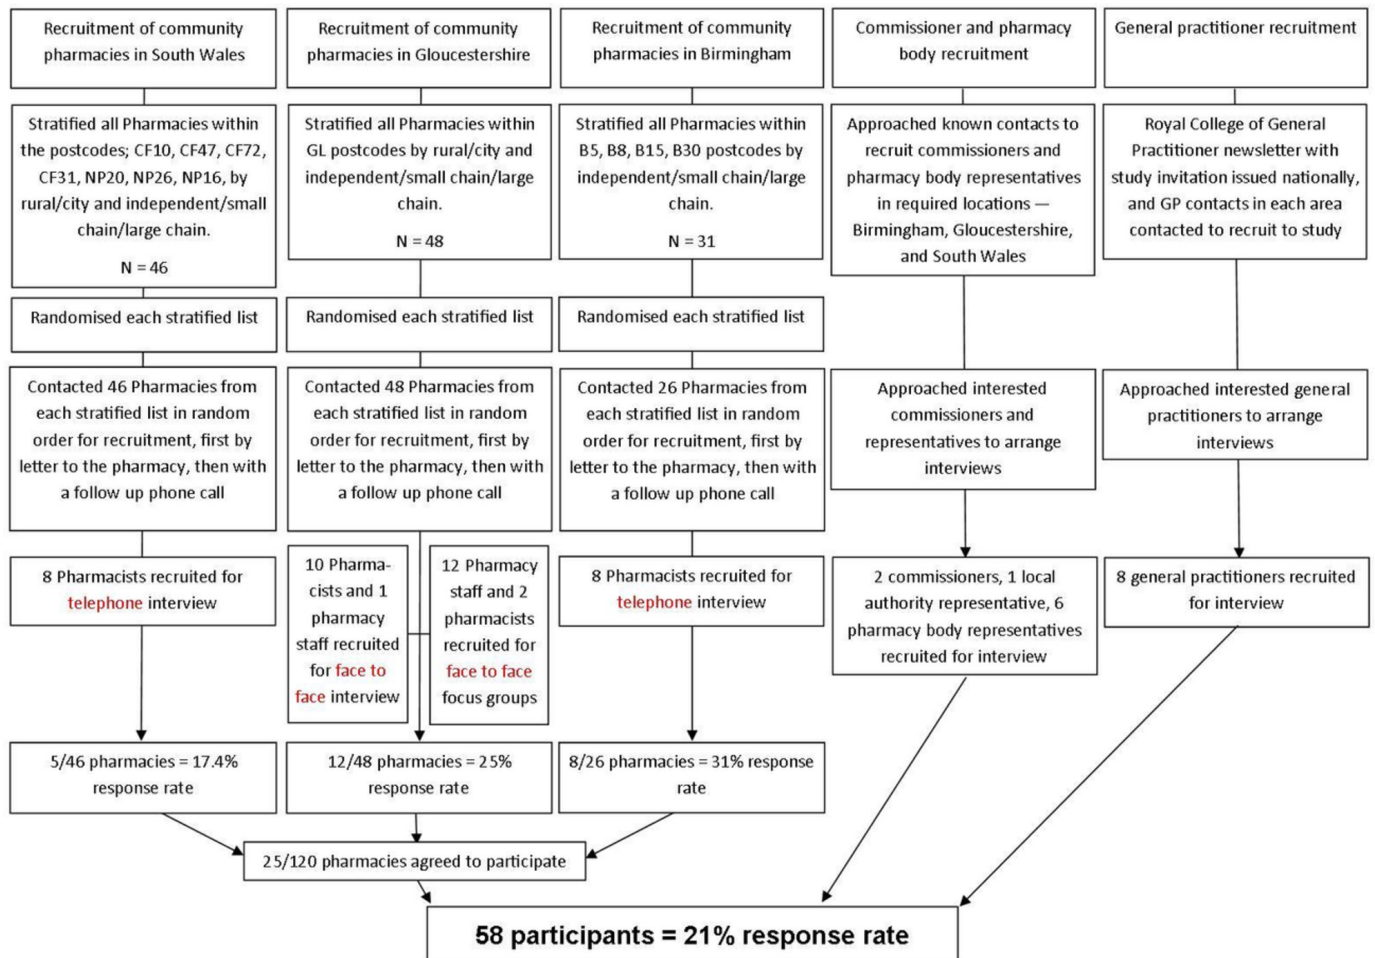 Recruitment of community
pharmacies in South Wales
Recruitment of community
pharmacies in Gloucestershire
Recruitment of community
pharmacies in Birmingham
Commissioner and pharmacy
body recruitment
General practitioner recruitment
Stratified all Pharmacies within
the postcodes; CF10, CF47, CF72,
CF31, NP20, NP26, NP16, by
rural/city and independent/small
chain/large chain.
N = 46
Stratified all Pharmacies within
GL postcodes by rural/city and
independent/small chain/large
chain.
N = 48
Stratified all Pharmacies within
B5, B8, B15, B30 postcodes by
independent/small chain/large
chain.
N = 31
Approached known contacts to
recruit commissioners and
pharmacy body representatives
in required locations —
Birmingham, Gloucestershire,
and South Wales
Royal College of General
Practitioner newsletter with
study invitation issued nationally,
and GP contacts in each area
contacted to recruit to study
Randomised each stratified list
Randomised each stratified list
Randomised each stratified list
Contacted 46 Pharmacies from
each stratified list in random
order for recruitment, first by
letter to the pharmacy, then with
a follow up phone call
Contacted 48 Pharmacies from
each stratified list in random
order for recruitment, first by
letter to the pharmacy, then with
a follow up phone call
Contacted 26 Pharmacies from
each stratified list in random
order for recruitment, first by
letter to the pharmacy, then with
a follow up phone call
Approached interested
commissioners and
representatives to arrange
interviews
Approached interested general
practitioners to arrange
interviews
8 Pharmacists recruited for
telephone interview
10 Pharma-
cists and 1
pharmacy
staff recruited
for face to
face interview
12 Pharmacy
staff and 2
pharmacists
recruited for
face to face
focus groups
8 Pharmacists recruited for
telephone interview
2 commissioners, 1 local
authority representative, 6
pharmacy body representatives
recruited for interview
8 general practitioners recruited
for interview
5/46 pharmacies = 17.4%
response rate
12/48 pharmacies = 25%
response rate
8/26 pharmacies = 31% response
rate
25/120 pharmacies agreed to participate
58 participants = 21% response rate